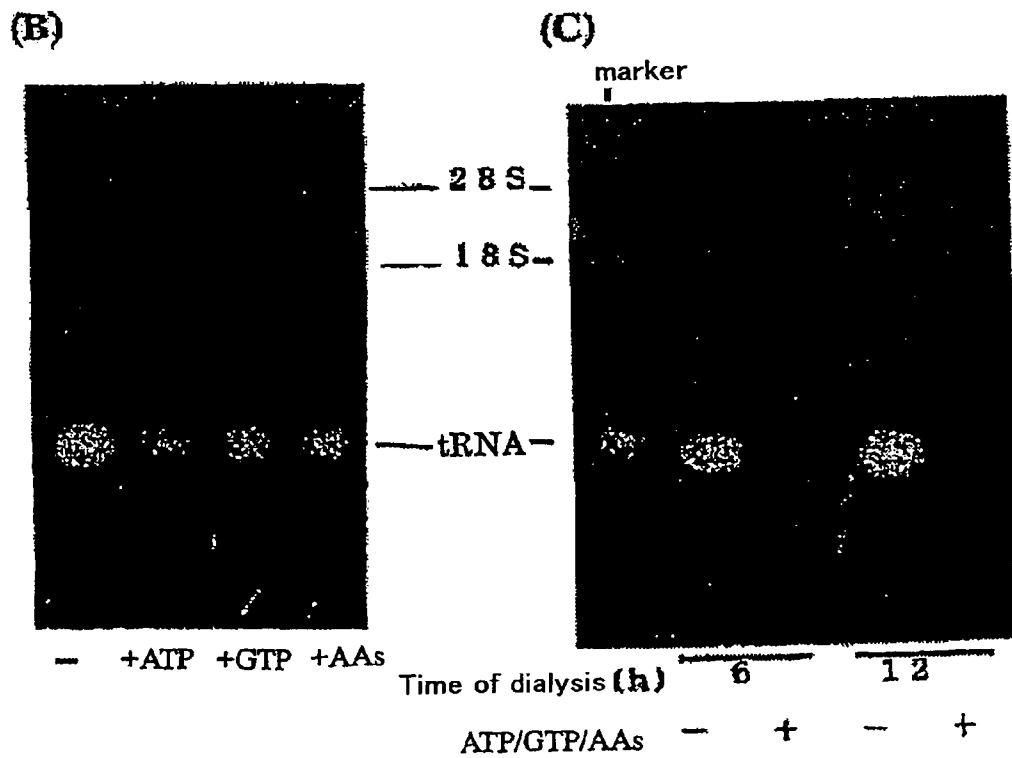 (B)
(C)
marker
28S
18S
tRNA
- +ATP +GTP +AAs
Time of dialysis (h) 6 12
ATP/GTP/AAs - + - +